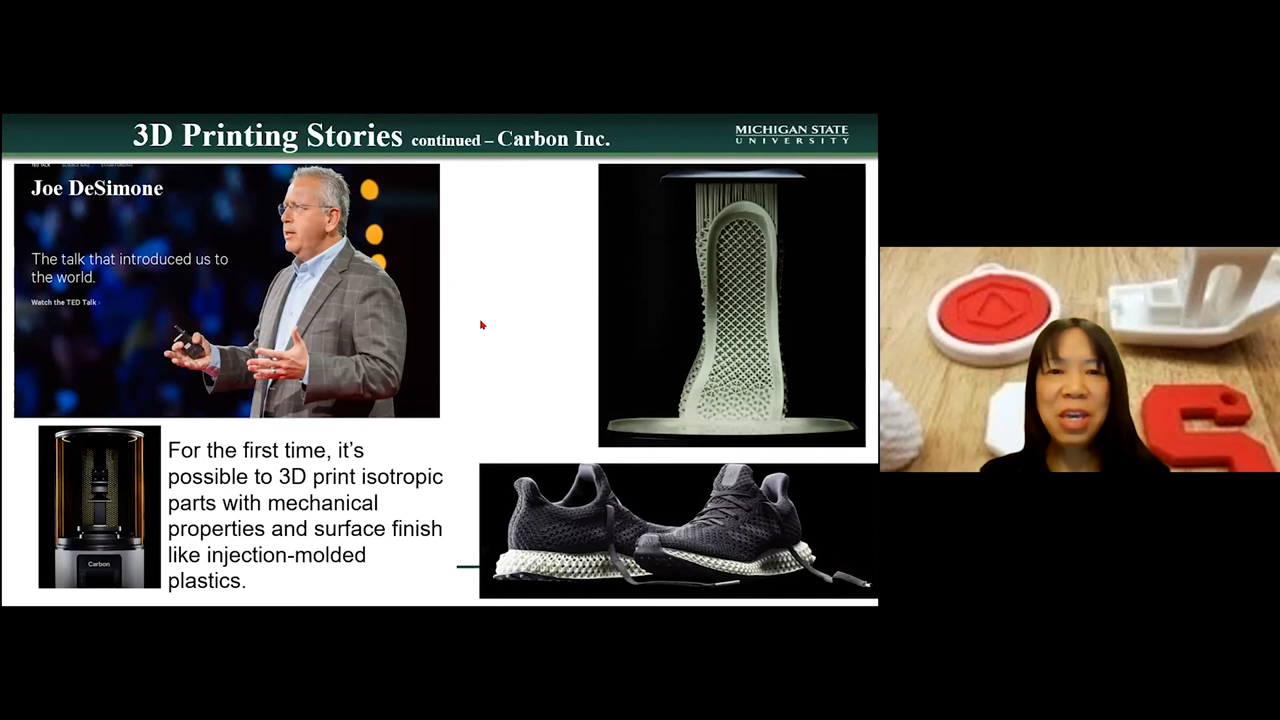 3D Printing Stories continued – Carbon Inc.
MICHIGAN STATE
UNIVERSITY
Joe DeSimone
The talk that introduced us to
the world.
Watch the TED Talk ›
For the first time, it’s
possible to 3D print isotropic
parts with mechanical
properties and surface finish
like injection-molded
plastics.
Carbon